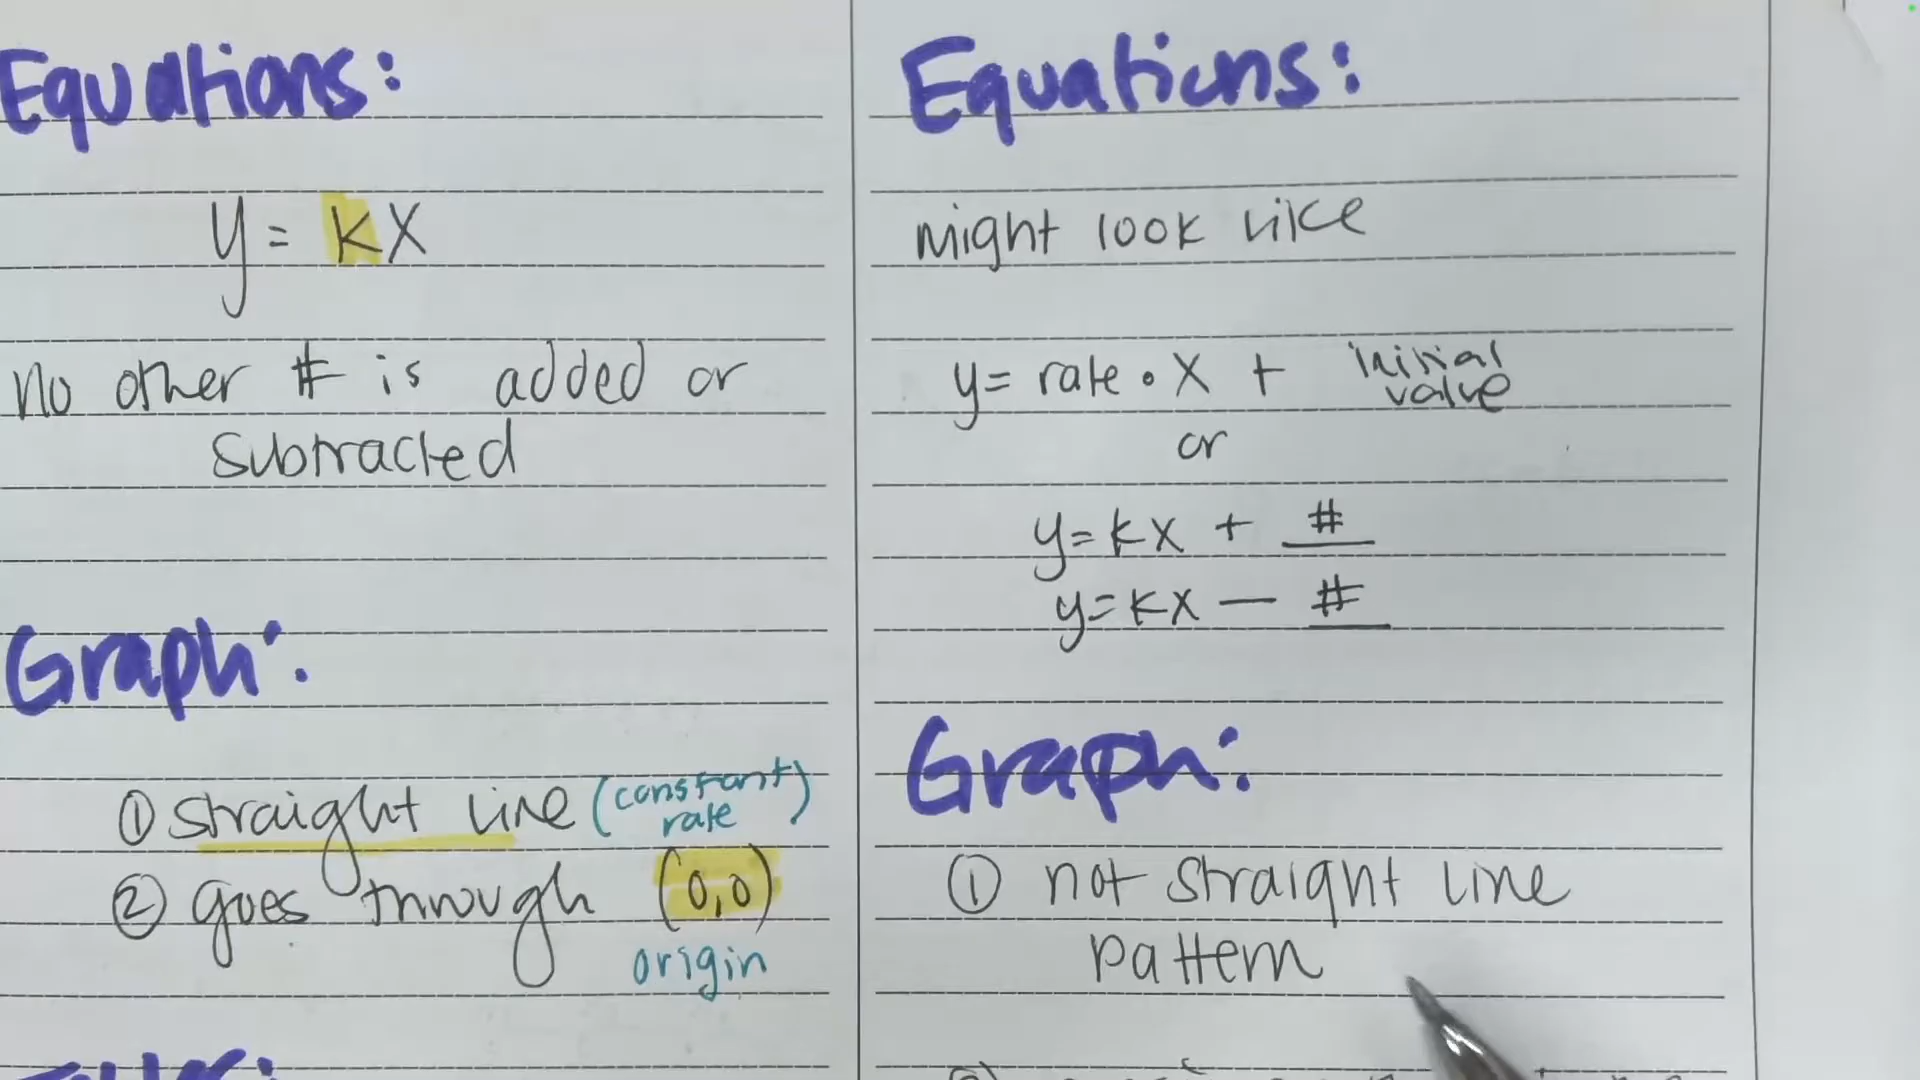 Equations:
y = kx
no other # is added or
subtracted
Graph:
① straight line (constant
rate)
② goes through (0,0)
origin
Equations:
might look like
y = rate • x + initial
value
or
y = kx + #
y = kx — #
Graph:
① not straight line
pattern